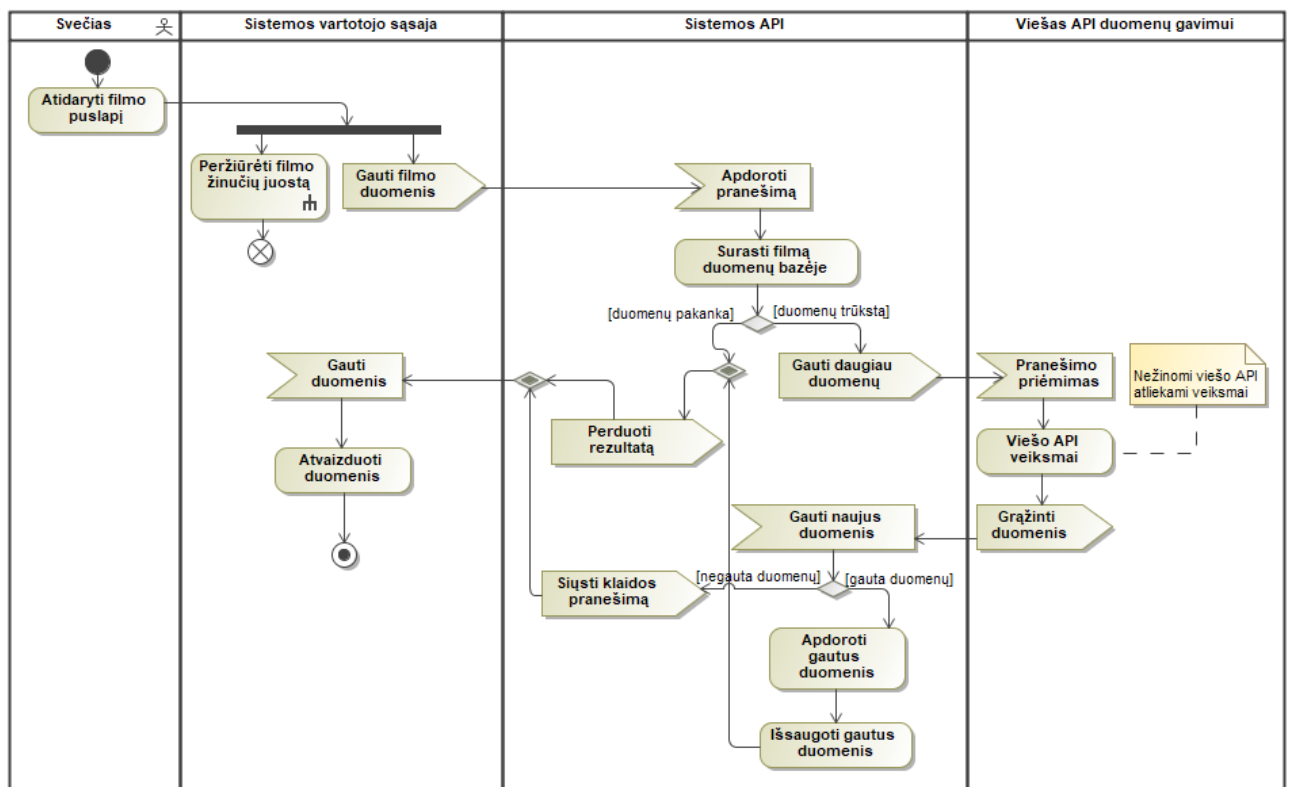 Svečias
Sistemos vartotojo sąsaja
Sistemos API
Viešas API duomenų gavimui
Atidaryti filmo
puslapį
Peržiūrėti filmo
žinučių juostą
Gauti filmo
duomenis
Apdoroti
pranešimą
Surasti filmą
duomenų bazėje
[duomenų pakanka]
[duomenų trūkstą]
Gauti
duomenis
Gauti daugiau
duomenų
Pranešimo
priėmimas
Nežinomi viešo API
atliekami veiksmai
Perduoti
rezultatą
Viešo API
veiksmai
Atvaizduoti
duomenis
Gauti naujus
duomenis
Grąžinti
duomenis
[negauta duomenų]
[gauta duomenų]
Siųsti klaidos
pranešimą
Apdoroti
gautus
duomenis
Išsaugoti gautus
duomenis